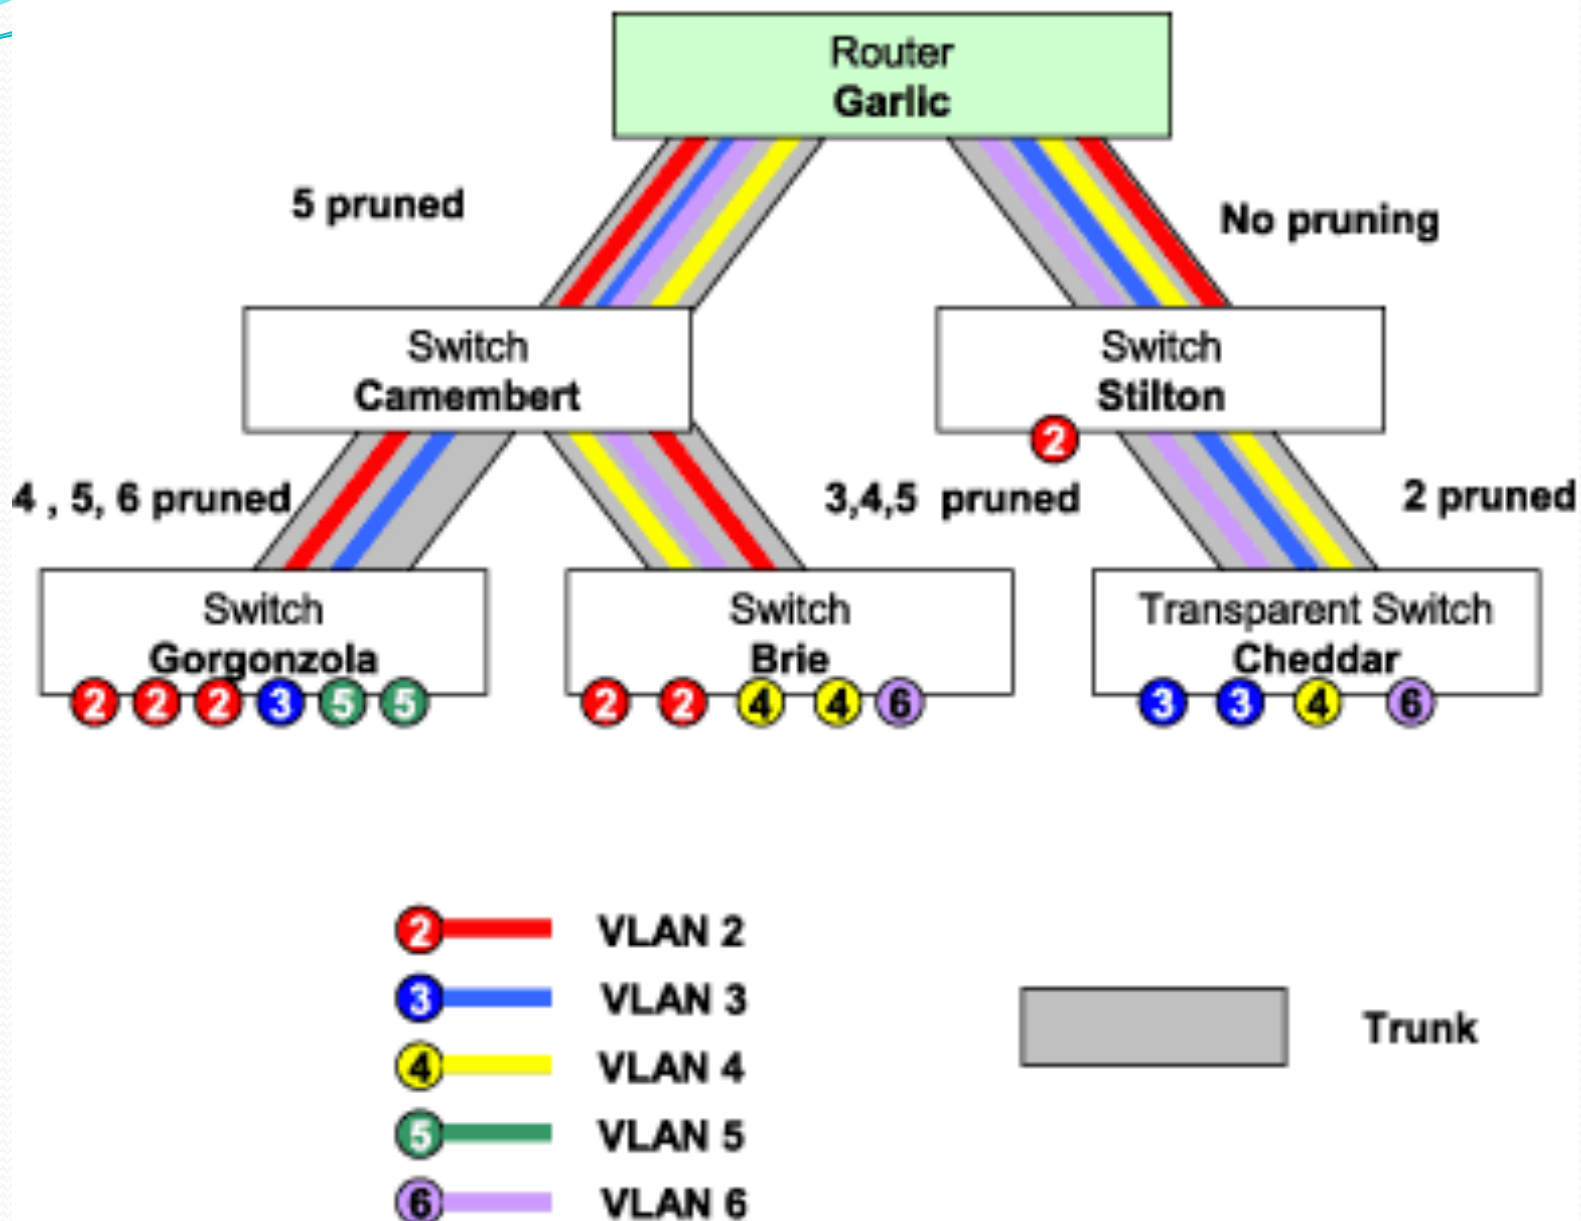 Router
Garlic
5 pruned
No pruning
Switch
Camembert
Switch
Stilton
2
4 , 5, 6 pruned
3,4,5 pruned
2 pruned
Switch
Gorgonzola
2 2 2 3 5 5
Switch
Brie
2 2 4 4 6
Transparent Switch
Cheddar
3 3 4 6
2 VLAN 2
3 VLAN 3
4 VLAN 4
5 VLAN 5
6 VLAN 6
Trunk